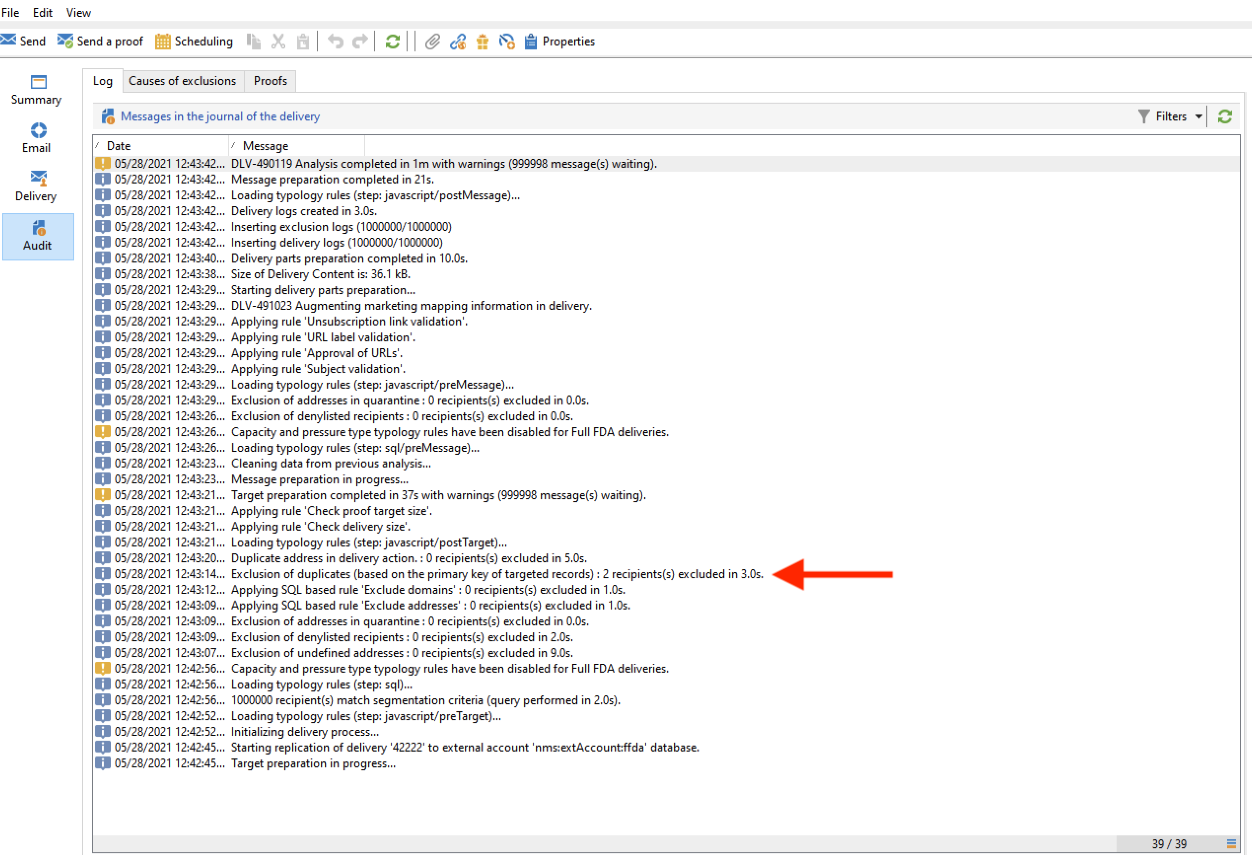 File Edit View
Send Send a proof Scheduling Properties
Summary
Email
Delivery
Audit
Log Causes of exclusions Proofs
Messages in the journal of the delivery Filters
Date Message
05/28/2021 12:43:42... DLV-490119 Analysis completed in 1m with warnings (999998 message(s) waiting).
05/28/2021 12:43:42... Message preparation completed in 21s.
05/28/2021 12:43:42... Loading typology rules (step: javascript/postMessage)...
05/28/2021 12:43:42... Delivery logs created in 3.0s.
05/28/2021 12:43:42... Inserting exclusion logs (1000000/1000000)
05/28/2021 12:43:42... Inserting delivery logs (1000000/1000000)
05/28/2021 12:43:40... Delivery parts preparation completed in 10.0s.
05/28/2021 12:43:38... Size of Delivery Content is: 36.1 kB.
05/28/2021 12:43:29... Starting delivery parts preparation...
05/28/2021 12:43:29... DLV-491023 Augmenting marketing mapping information in delivery.
05/28/2021 12:43:29... Applying rule 'Unsubscription link validation'.
05/28/2021 12:43:29... Applying rule 'URL label validation'.
05/28/2021 12:43:29... Applying rule 'Approval of URLs'.
05/28/2021 12:43:29... Applying rule 'Subject validation'.
05/28/2021 12:43:29... Loading typology rules (step: javascript/preMessage)...
05/28/2021 12:43:29... Exclusion of addresses in quarantine : 0 recipients(s) excluded in 0.0s.
05/28/2021 12:43:26... Exclusion of denylisted recipients : 0 recipients(s) excluded in 0.0s.
05/28/2021 12:43:26... Capacity and pressure type typology rules have been disabled for Full FDA deliveries.
05/28/2021 12:43:26... Loading typology rules (step: sql/preMessage)...
05/28/2021 12:43:23... Cleaning data from previous analysis...
05/28/2021 12:43:23... Message preparation in progress...
05/28/2021 12:43:21... Target preparation completed in 37s with warnings (999998 message(s) waiting).
05/28/2021 12:43:21... Applying rule 'Check proof target size'.
05/28/2021 12:43:21... Applying rule 'Check delivery size'.
05/28/2021 12:43:21... Loading typology rules (step: javascript/postTarget)...
05/28/2021 12:43:20... Duplicate address in delivery action. : 0 recipients(s) excluded in 5.0s.
05/28/2021 12:43:14... Exclusion of duplicates (based on the primary key of targeted records) : 2 recipients(s) excluded in 3.0s.
05/28/2021 12:43:12... Applying SQL based rule 'Exclude domains' : 0 recipients(s) excluded in 1.0s.
05/28/2021 12:43:09... Applying SQL based rule 'Exclude addresses' : 0 recipients(s) excluded in 1.0s.
05/28/2021 12:43:09... Exclusion of addresses in quarantine : 0 recipients(s) excluded in 0.0s.
05/28/2021 12:43:09... Exclusion of denylisted recipients : 0 recipients(s) excluded in 2.0s.
05/28/2021 12:43:07... Exclusion of undefined addresses : 0 recipients(s) excluded in 9.0s.
05/28/2021 12:42:56... Capacity and pressure type typology rules have been disabled for Full FDA deliveries.
05/28/2021 12:42:56... Loading typology rules (step: sql)...
05/28/2021 12:42:56... 1000000 recipient(s) match segmentation criteria (query performed in 2.0s).
05/28/2021 12:42:52... Loading typology rules (step: javascript/preTarget)...
05/28/2021 12:42:52... Initializing delivery process...
05/28/2021 12:42:45... Starting replication of delivery '42222' to external account 'nms:extAccount:ffda' database.
05/28/2021 12:42:45... Target preparation in progress...
39 / 39